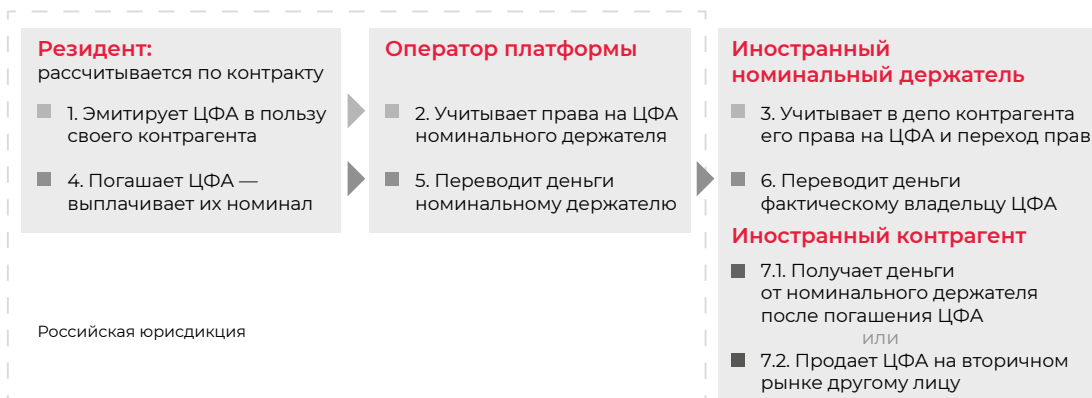 Резидент:
рассчитывается по контракту
1. Эмитирует ЦФА в пользу
своего контрагента
4. Погашает ЦФА —
выплачивает их номинал
Оператор платформы
2. Учитывает права на ЦФА
номинального держателя
5. Переводит деньги
номинальному держателю
Иностранный
номинальный держатель
3. Учитывает в депо контрагента
его права на ЦФА и переход прав
6. Переводит деньги
фактическому владельцу ЦФА
Иностранный контрагент
7.1. Получает деньги
от номинального держателя
после погашения ЦФА
или
7.2. Продает ЦФА на вторичном
рынке другому лицу
Российская юрисдикция